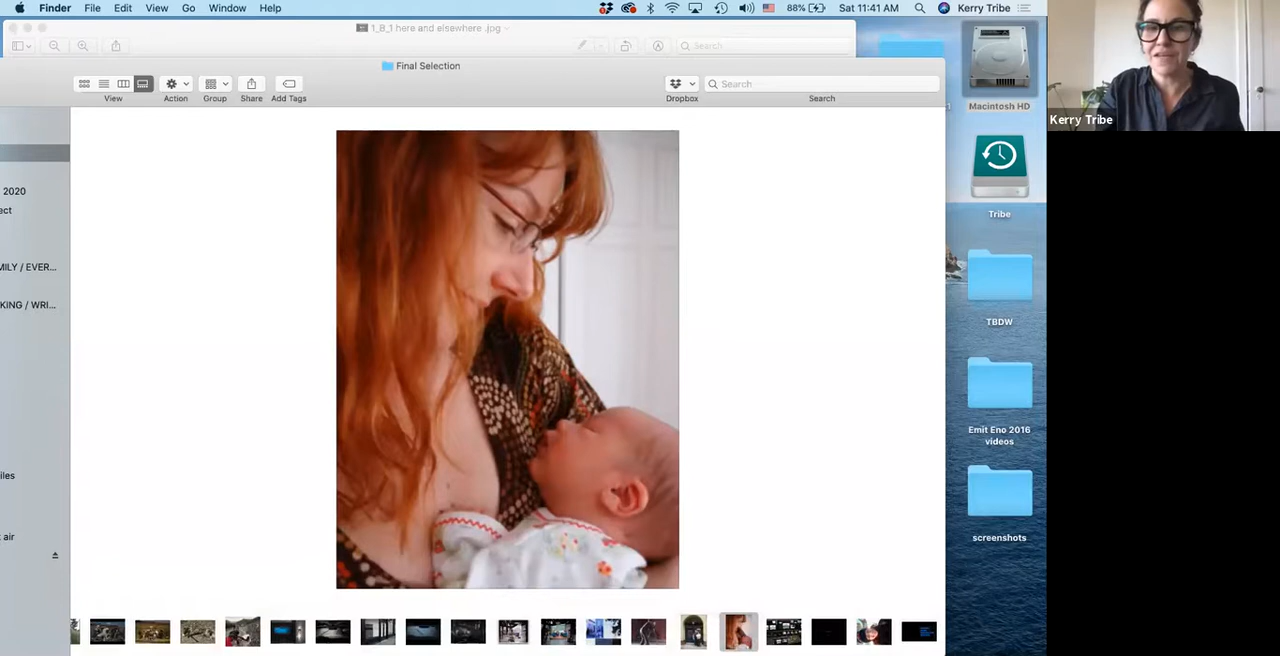 Finder File Edit View Go Window Help 88% Sat 11:41 AM Kerry Tribe
1_B_1 here and elsewhere .jpg
Search
Final Selection
Search
View Action Group Share Add Tags Dropbox Search
Macintosh HD
Kerry Tribe
2020
ect
Tribe
MILY / EVER...
KING / WRI...
TBDW
Emit Eno 2016
videos
iles
air
screenshots